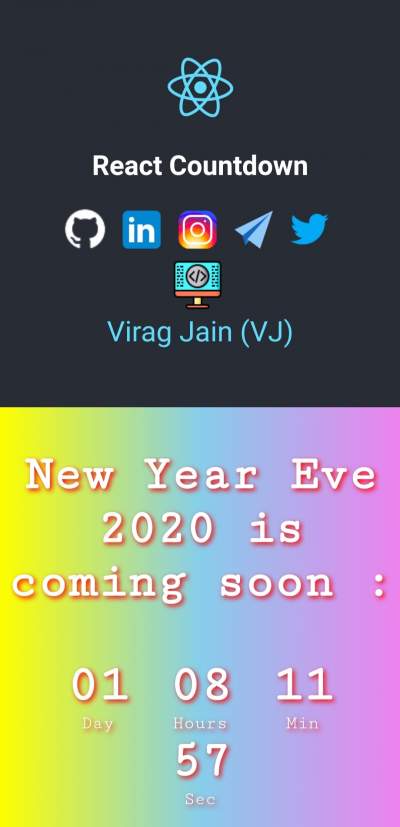 React Countdown
in
</>
Virag Jain (VJ)
New Year Eve
2020 is
coming soon :
01 08 11
Day Hours Min
57
Sec